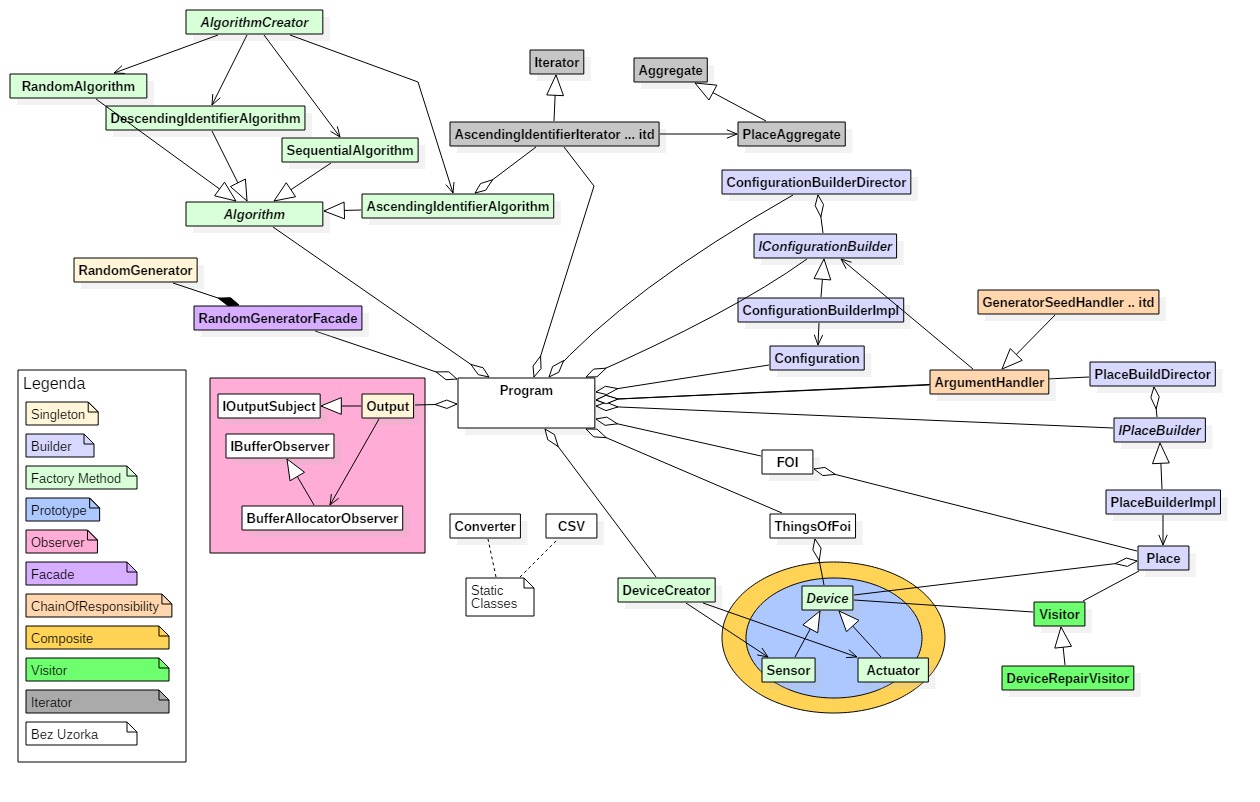 AlgorithmCreator
Iterator
Aggregate
RandomAlgorithm
DescendingIdentifierAlgorithm
AscendingIdentifierIterator ... itd
PlaceAggregate
SequentialAlgorithm
ConfigurationBuilderDirector
AscendingIdentifierAlgorithm
Algorithm
IConfigurationBuilder
RandomGenerator
GeneratorSeedHandler .. itd
ConfigurationBuilderImpl
RandomGeneratorFacade
Configuration
PlaceBuildDirector
ArgumentHandler
Program
IOutputSubject
Output
IPlaceBuilder
IBufferObserver
FOI
PlaceBuilderImpl
BufferAllocatorObserver
Converter
CSV
ThingsOfFoi
Place
Static
Classes
DeviceCreator
Device
Visitor
Sensor
Actuator
DeviceRepairVisitor
Legenda
Singleton
Builder
Factory Method
Prototype
Observer
Facade
ChainOfResponsibility
Composite
Visitor
Iterator
Bez Uzorka